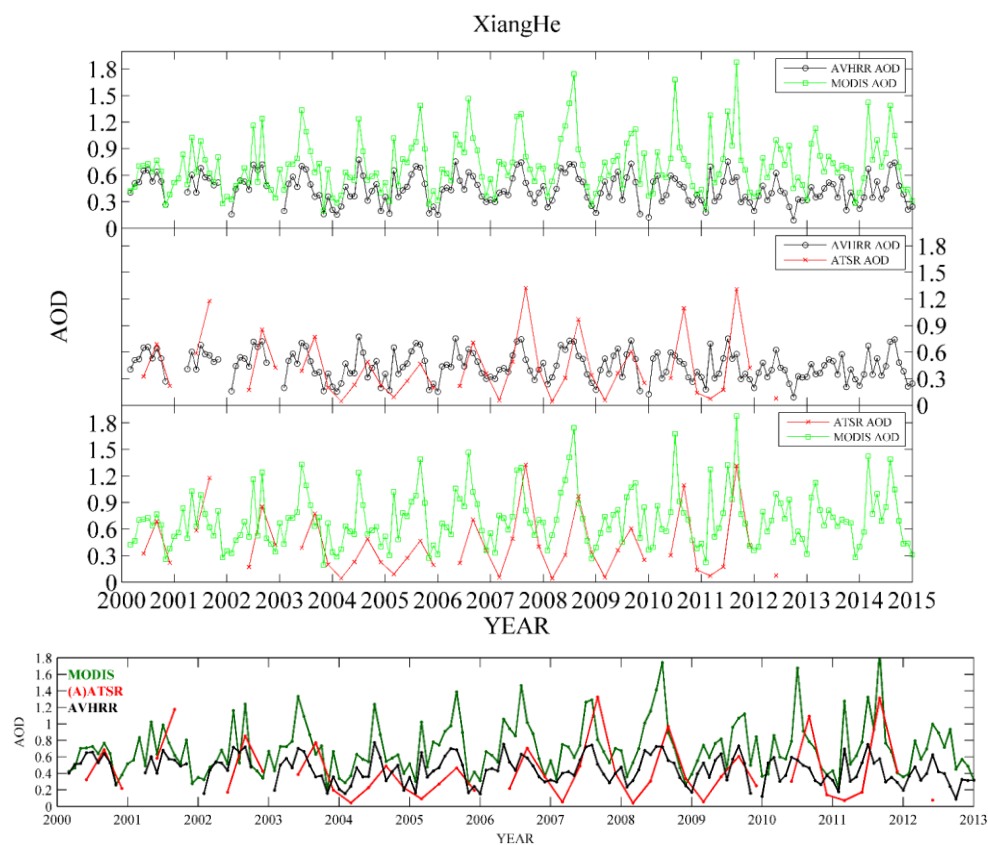 XiangHe
1.8
1.5
1.2
0.9
0.6
0.3
0
AVHRR AOD
MODIS AOD
AOD
AVHRR AOD
ATSR AOD
1.8
1.5
1.2
0.9
0.6
0.3
0
1.8
1.5
1.2
0.9
0.6
0.3
0
ATSR AOD
MODIS AOD
2000 2001 2002 2003 2004 2005 2006 2007 2008 2009 2010 2011 2012 2013 2014 2015
YEAR
1.8
1.6
1.4
1.2
1
0.8
0.6
0.4
0.2
0
AOD
MODIS
(A)ATSR
AVHRR
2000 2001 2002 2003 2004 2005 2006 2007 2008 2009 2010 2011 2012 2013
YEAR